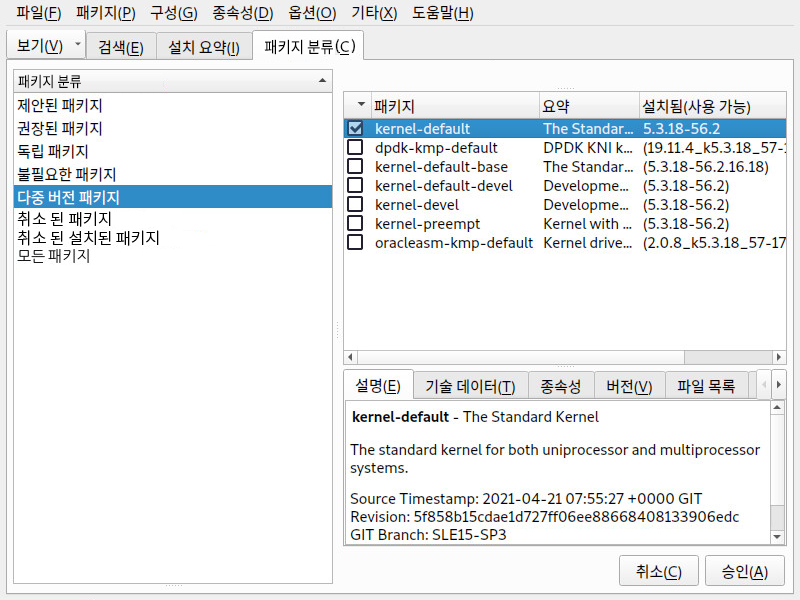 파일(F) 패키지(P) 구성(G) 종속성(D) 옵션(O) 기타(X) 도움말(H)
보기(V) 검색(E) 설치 요약(I) 패키지 분류(C)
패키지 분류
제안된 패키지
권장된 패키지
독립 패키지
불필요한 패키지
다중 버전 패키지
취소 된 패키지
취소 된 설치된 패키지
모든 패키지
패키지 요약 설치됨(사용 가능)
kernel-default The Standar... 5.3.18-56.2
dpdk-kmp-default DPDK KNI k... (19.11.4_k5.3.18_57-1
kernel-default-base The Standar... (5.3.18-56.2.16.18)
kernel-default-devel Developme... (5.3.18-56.2)
kernel-devel Developme... (5.3.18-56.2)
kernel-preempt Kernel with ... (5.3.18-56.2)
oracleasm-kmp-default Kernel drive... (2.0.8_k5.3.18_57-17
설명(E) 기술 데이터(T) 종속성 버전(V) 파일 목록
kernel-default - The Standard Kernel
The standard kernel for both uniprocessor and multiprocessor
systems.
Source Timestamp: 2021-04-21 07:55:27 +0000 GIT
Revision: 5f858b15cdae1d727ff06ee88668408133906edc
GIT Branch: SLE15-SP3
취소(C) 승인(A)